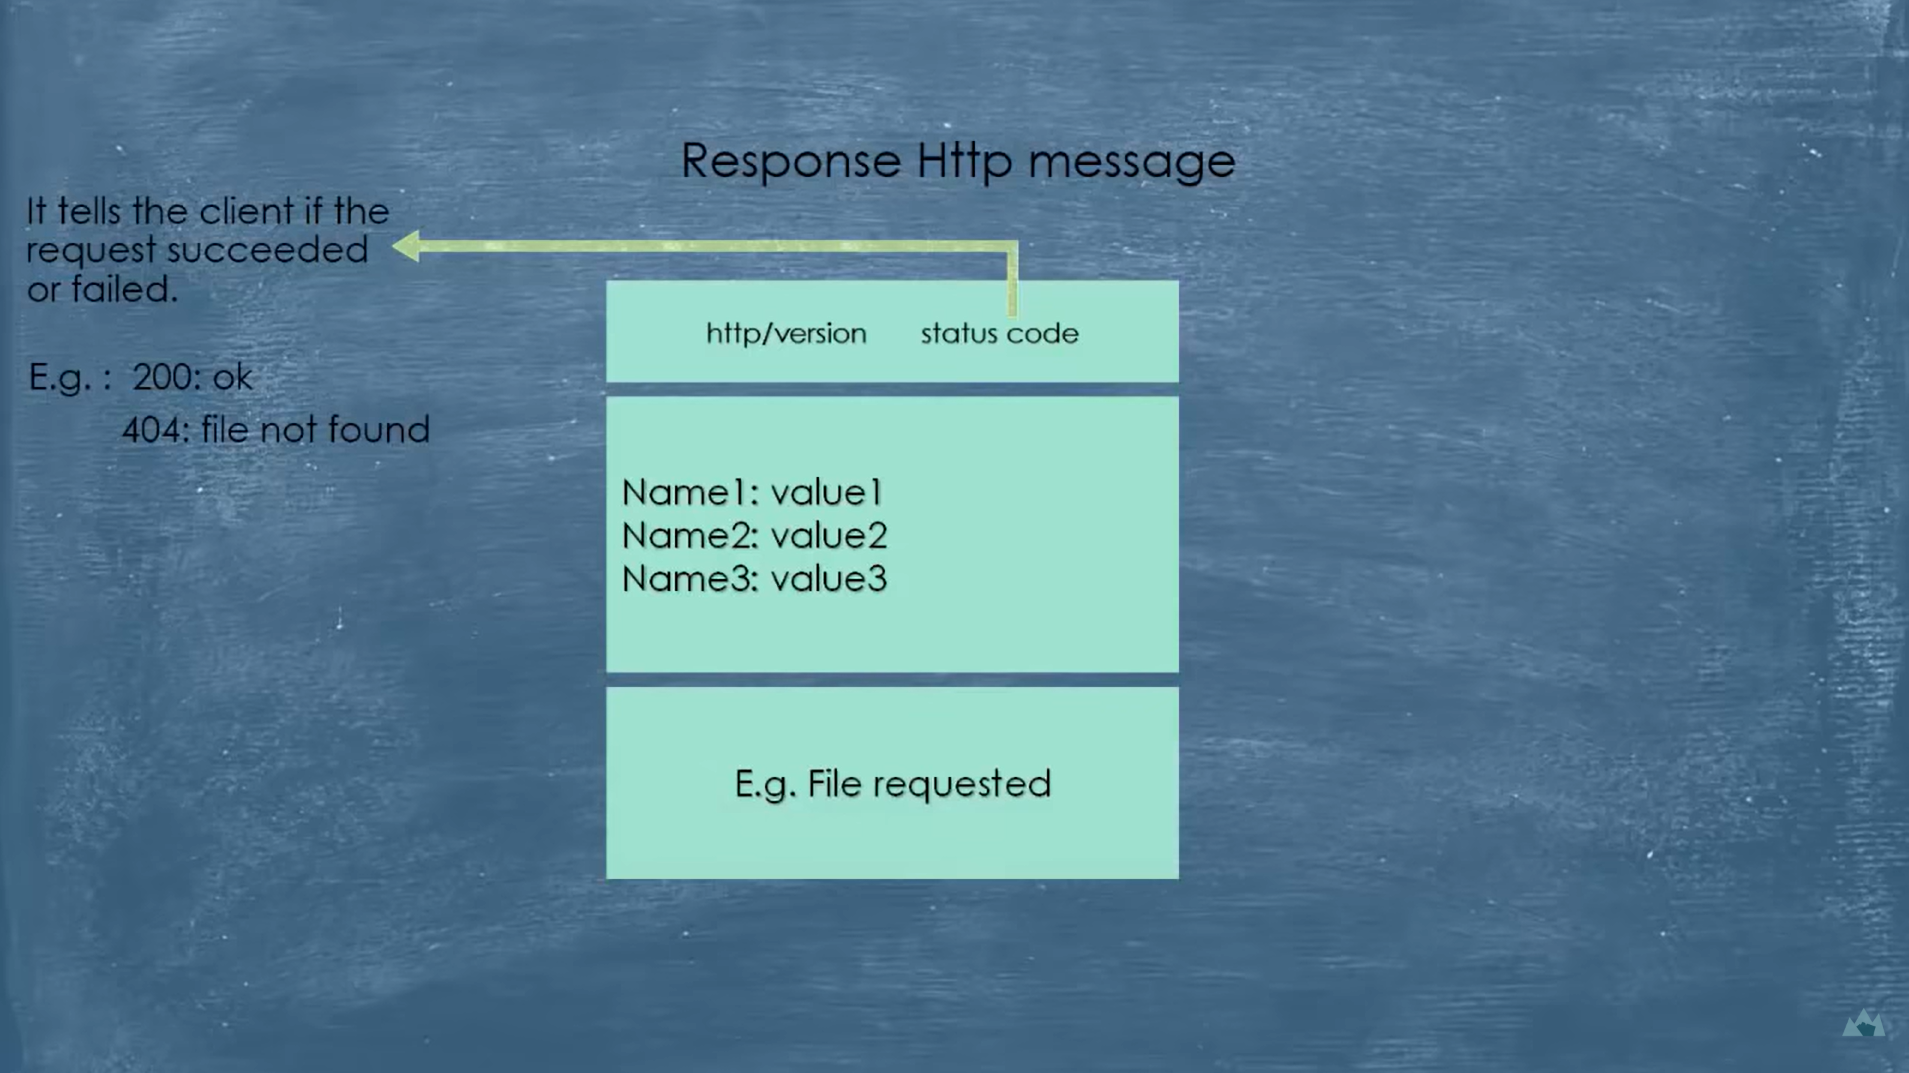 Response Http message
It tells the client if the
request succeeded
or failed.
E.g. : 200: ok
404: file not found
http/version status code
Name1: value1
Name2: value2
Name3: value3
E.g. File requested